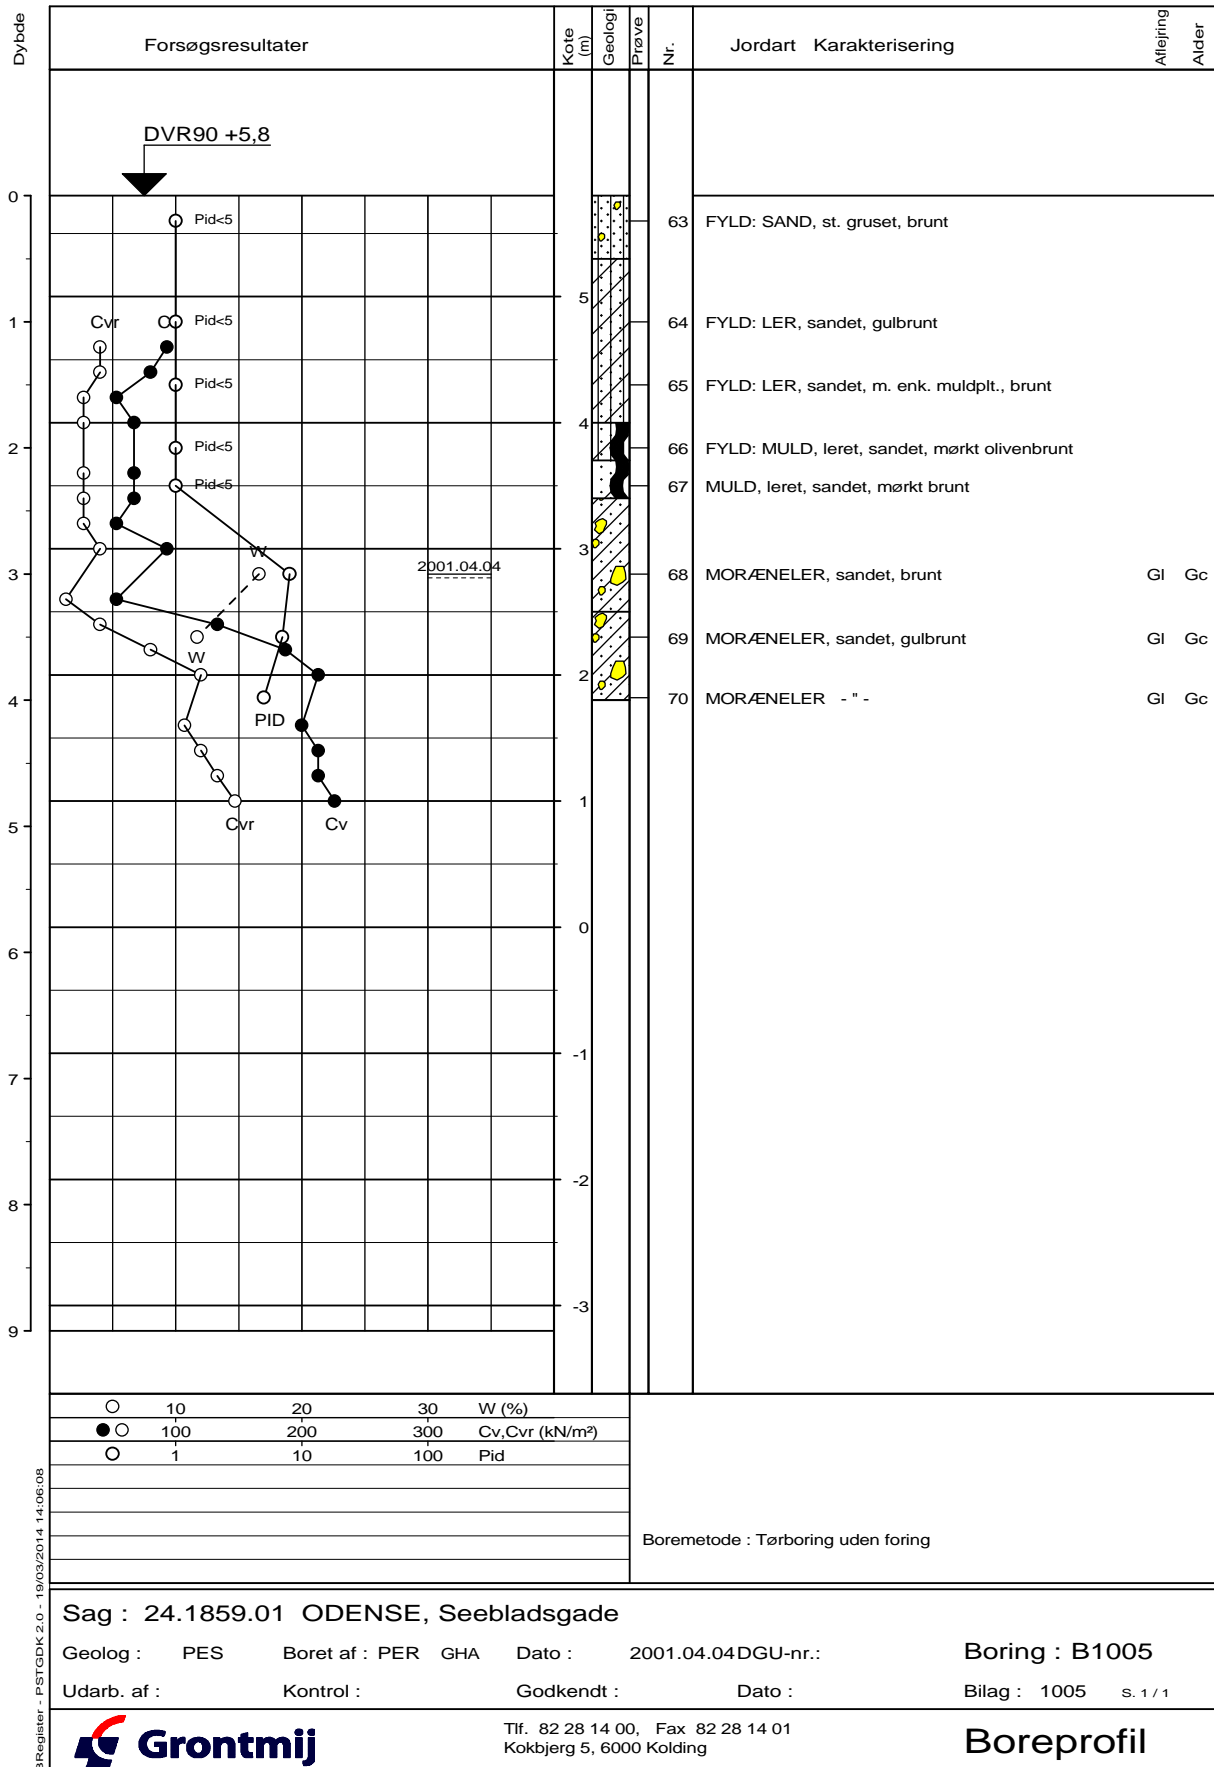 Dybde
Forsøgsresultater
Kote (m)
Geologi
Prøve
Nr.
Jordart Karakterisering
Aflejring
Alder
DVR90 +5,8
0
Pid<5
63 FYLD: SAND, st. gruset, brunt
5
1
Cvr
C
Pid<5
64 FYLD: LER, sandet, gulbrunt
Pid<5
65 FYLD: LER, sandet, m. enk. muldplt., brunt
4
2
Pid<5
66 FYLD: MULD, leret, sandet, mørkt olivenbrunt
Pid<5
67 MULD, leret, sandet, mørkt brunt
W
3
3
2001.04.04
68 MORÆNELER, sandet, brunt Gl Gc
W
69 MORÆNELER, sandet, gulbrunt Gl Gc
2
4
PID
70 MORÆNELER - " - Gl Gc
1
5
Cvr
Cv
0
6
-1
7
-2
8
-3
9
10 20 30 W (%)
100 200 300 Cv,Cvr (kN/m²)
1 10 100 Pid
Boremetode : Tørboring uden foring
BRegister - PSTGDK 2.0 - 19/03/2014 14:06:08
Sag : 24.1859.01 ODENSE, Seebladsgade
Geolog : PES Boret af : PER GHA Dato : 2001.04.04 DGU-nr.: Boring : B1005
Udarb. af : Kontrol : Godkendt : Dato : Bilag : 1005 S. 1 / 1
Grontmij
Tlf. 82 28 14 00, Fax 82 28 14 01
Kokbjerg 5, 6000 Kolding
Boreprofil